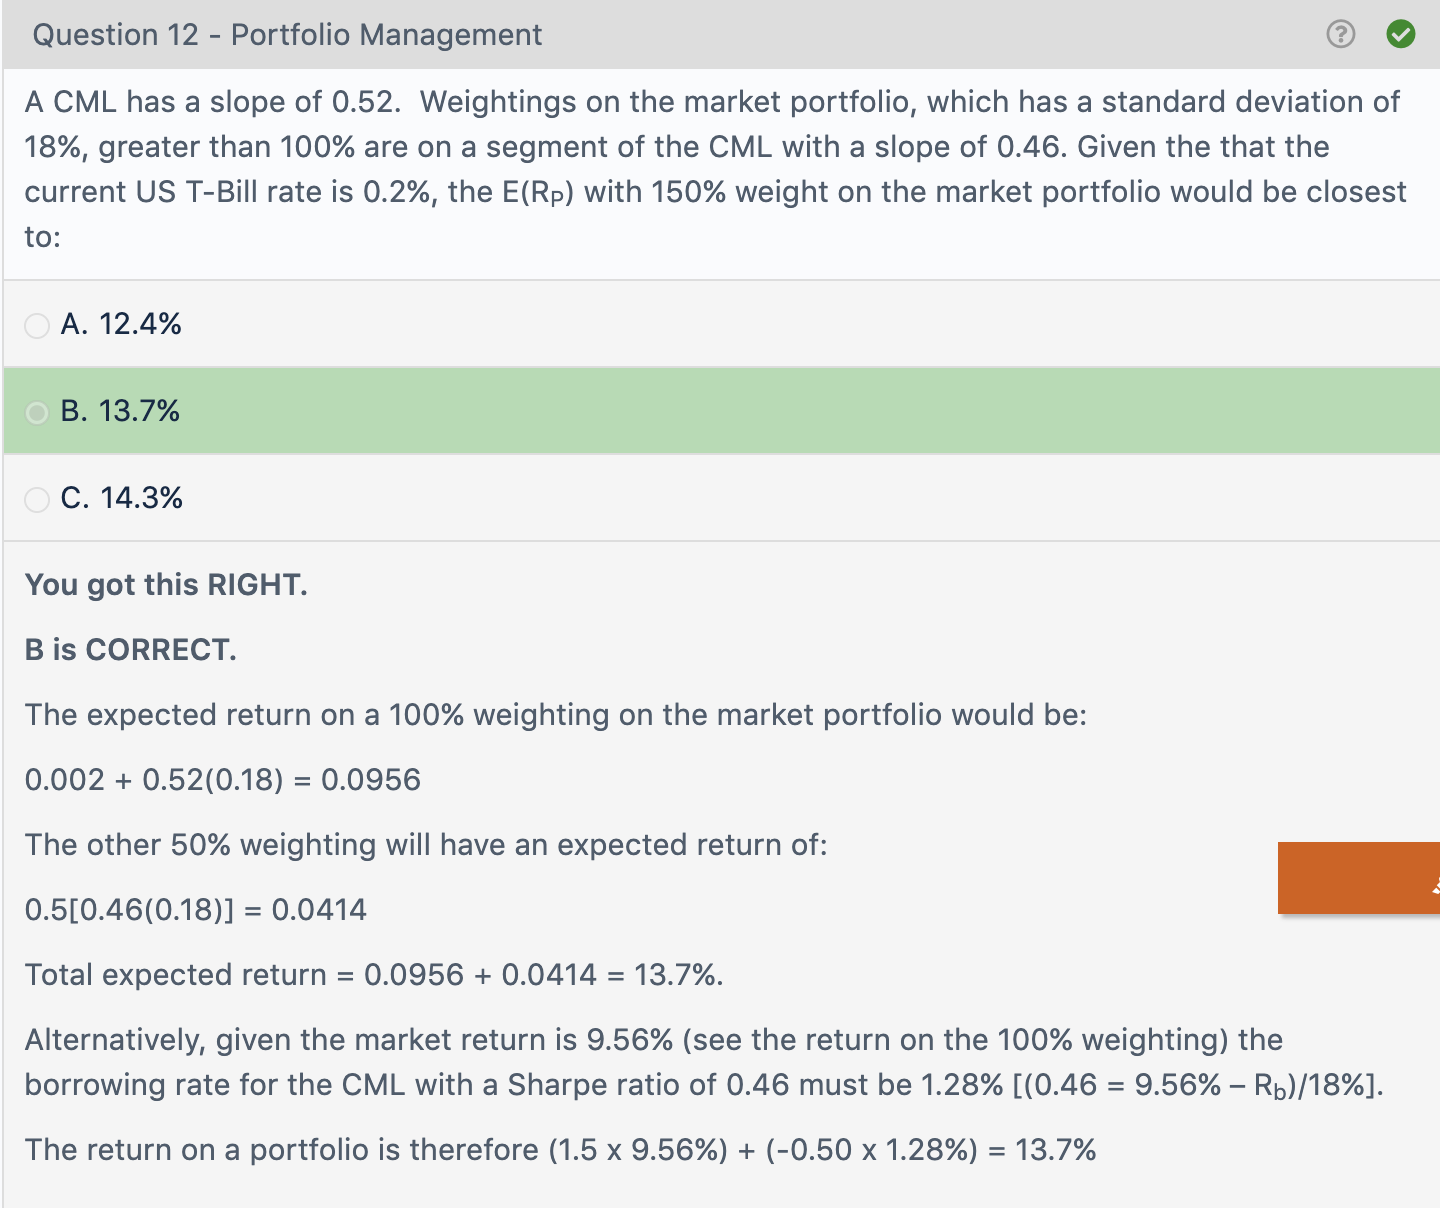 Question 12 - Portfolio Management
A CML has a slope of 0.52.  Weightings on the market portfolio, which has a standard deviation of
18%, greater than 100% are on a segment of the CML with a slope of 0.46. Given the that the
current US T-Bill rate is 0.2%, the E(RP) with 150% weight on the market portfolio would be closest
to:
A. 12.4%
B. 13.7%
C. 14.3%
You got this RIGHT.
B is CORRECT.
The expected return on a 100% weighting on the market portfolio would be:
0.002 + 0.52(0.18) = 0.0956
The other 50% weighting will have an expected return of:
0.5[0.46(0.18)] = 0.0414
Total expected return = 0.0956 + 0.0414 = 13.7%.
Alternatively, given the market return is 9.56% (see the return on the 100% weighting) the
borrowing rate for the CML with a Sharpe ratio of 0.46 must be 1.28% [(0.46 = 9.56% – Rb)/18%].
The return on a portfolio is therefore (1.5 x 9.56%) + (-0.50 x 1.28%) = 13.7%